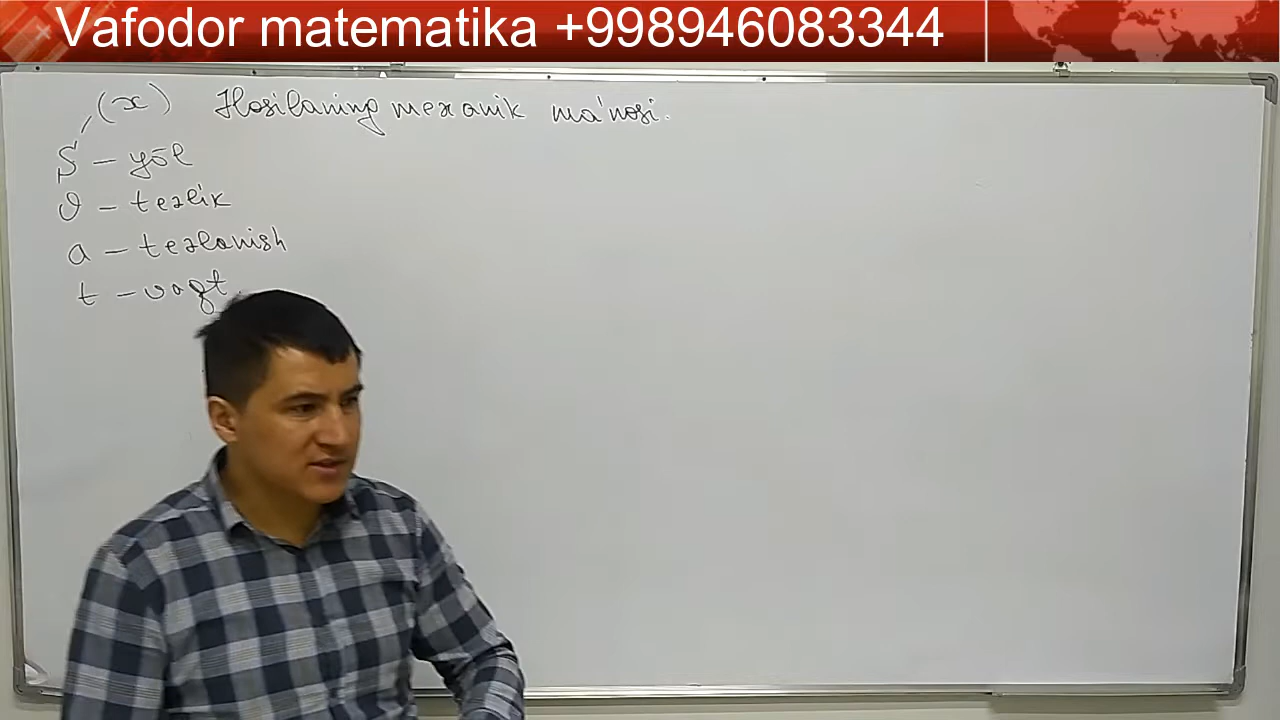 Vafodor matematika +998946083344
(x) Hosilaning mexanik ma'nosi.
S – yo'l
ϑ – tezlik
a – tezlanish
t – vaqt